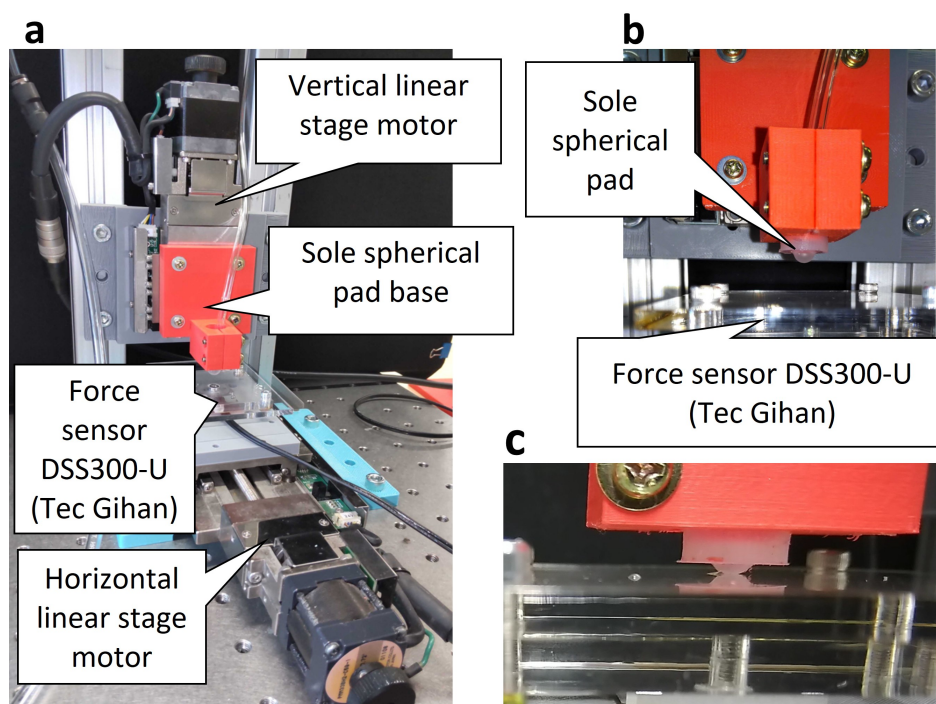 a
Vertical linear
stage motor
Sole spherical
pad base
Force
sensor
DSS300-U
(Tec Gihan)
Horizontal
linear stage
motor
b
Sole
spherical
pad
Force sensor DSS300-U
(Tec Gihan)
c